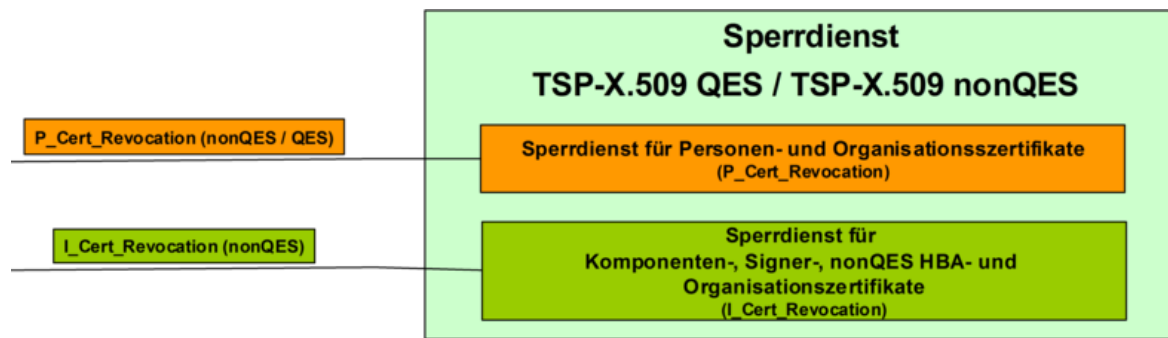 Sperrdienst
TSP-X.509 QES / TSP-X.509 nonQES
P_Cert_Revocation (nonQES / QES)
Sperrdienst für Personen- und Organisationsszertifikate
(P_Cert_Revocation)
I_Cert_Revocation (nonQES)
Sperrdienst für
Komponenten-, Signer-, nonQES HBA- und
Organisationszertifikate
(I_Cert_Revocation)